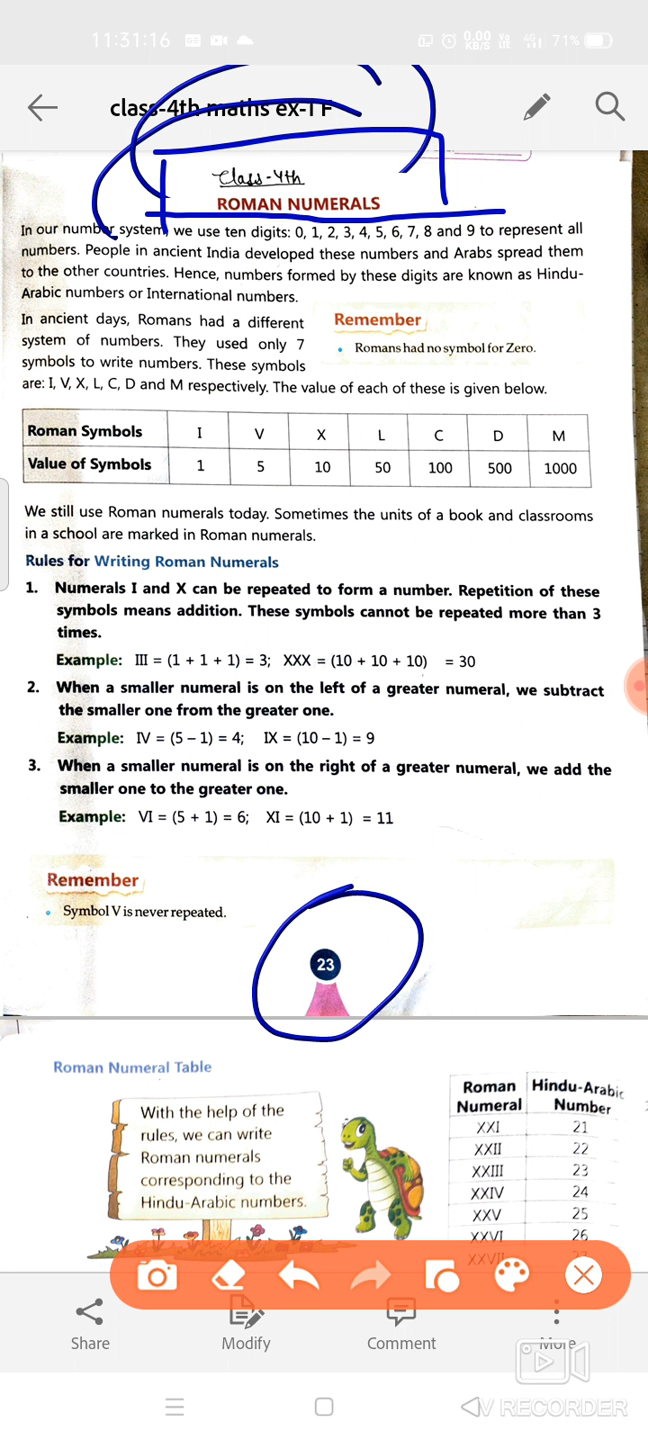 11:31:16
0.00 KB/S
4G
71%
class-4th maths ex-1 F
Class-4th
ROMAN NUMERALS
In our number system, we use ten digits: 0, 1, 2, 3, 4, 5, 6, 7, 8 and 9 to represent all
numbers. People in ancient India developed these numbers and Arabs spread them
to the other countries. Hence, numbers formed by these digits are known as Hindu-
Arabic numbers or International numbers.
In ancient days, Romans had a different
system of numbers. They used only 7
symbols to write numbers. These symbols
are: I, V, X, L, C, D and M respectively. The value of each of these is given below.
Remember
• Romans had no symbol for Zero.
Roman Symbols I V X L C D M
Value of Symbols 1 5 10 50 100 500 1000
We still use Roman numerals today. Sometimes the units of a book and classrooms
in a school are marked in Roman numerals.
Rules for Writing Roman Numerals
1. Numerals I and X can be repeated to form a number. Repetition of these
symbols means addition. These symbols cannot be repeated more than 3
times.
Example: III = (1 + 1 + 1) = 3; XXX = (10 + 10 + 10) = 30
2. When a smaller numeral is on the left of a greater numeral, we subtract
the smaller one from the greater one.
Example: IV = (5 – 1) = 4; IX = (10 – 1) = 9
3. When a smaller numeral is on the right of a greater numeral, we add the
smaller one to the greater one.
Example: VI = (5 + 1) = 6; XI = (10 + 1) = 11
Remember
• Symbol V is never repeated.
23
Roman Numeral Table
With the help of the
rules, we can write
Roman numerals
corresponding to the
Hindu-Arabic numbers.
Roman Numeral Hindu-Arabic Number
XXI 21
XXII 22
XXIII 23
XXIV 24
XXV 25
XXVI 26
XXVII 27
Share Modify Comment More
V RECORDER